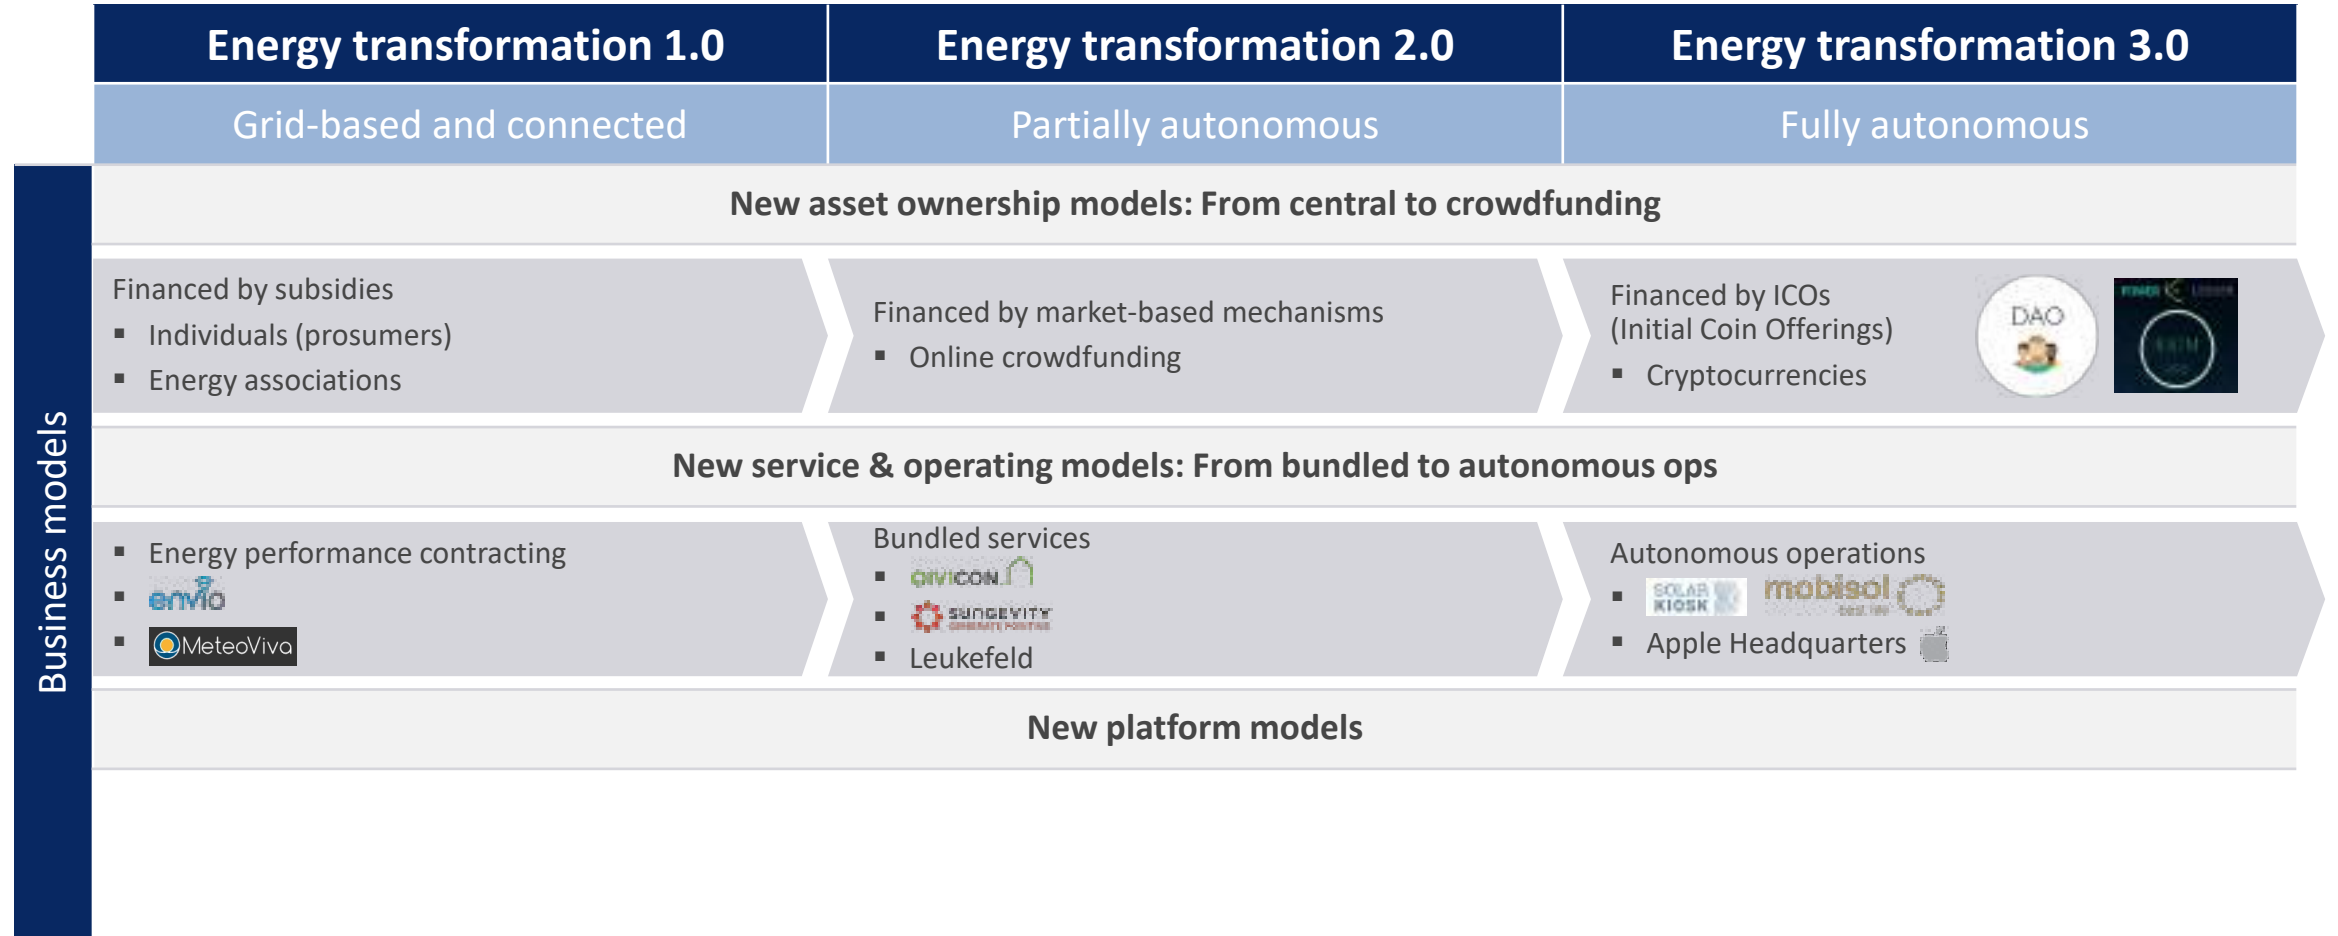 Energy transformation 1.0
Energy transformation 2.0
Energy transformation 3.0
Grid-based and connected
Partially autonomous
Fully autonomous
Business models
New asset ownership models: From central to crowdfunding
Financed by subsidies
▪ Individuals (prosumers)
▪ Energy associations
Financed by market-based mechanisms
▪ Online crowdfunding
Financed by ICOs
(Initial Coin Offerings)
▪ Cryptocurrencies
DAO
New service & operating models: From bundled to autonomous ops
▪ Energy performance contracting
▪ envio
▪ MeteoViva
Bundled services
▪ QIVICON
▪ SUNGEVITY
GENERATE POSITIVE
▪ Leukefeld
Autonomous operations
▪ SOLAR KIOSK mobisol
▪ Apple Headquarters
New platform models